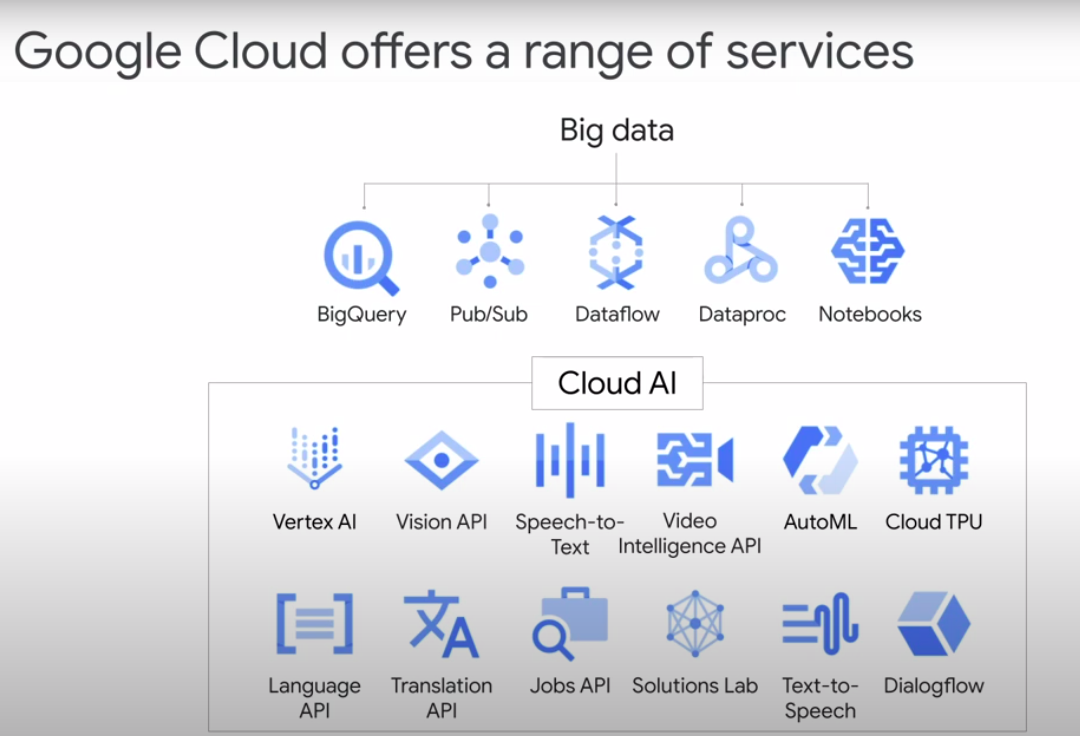 Google Cloud offers a range of services
Big data
BigQuery
Pub/Sub
Dataflow
Dataproc
Notebooks
Cloud AI
Vertex AI
Vision API
Speech-to-
Text
Video
Intelligence API
AutoML
Cloud TPU
Language
API
Translation
API
Jobs API
Solutions Lab
Text-to-
Speech
Dialogflow